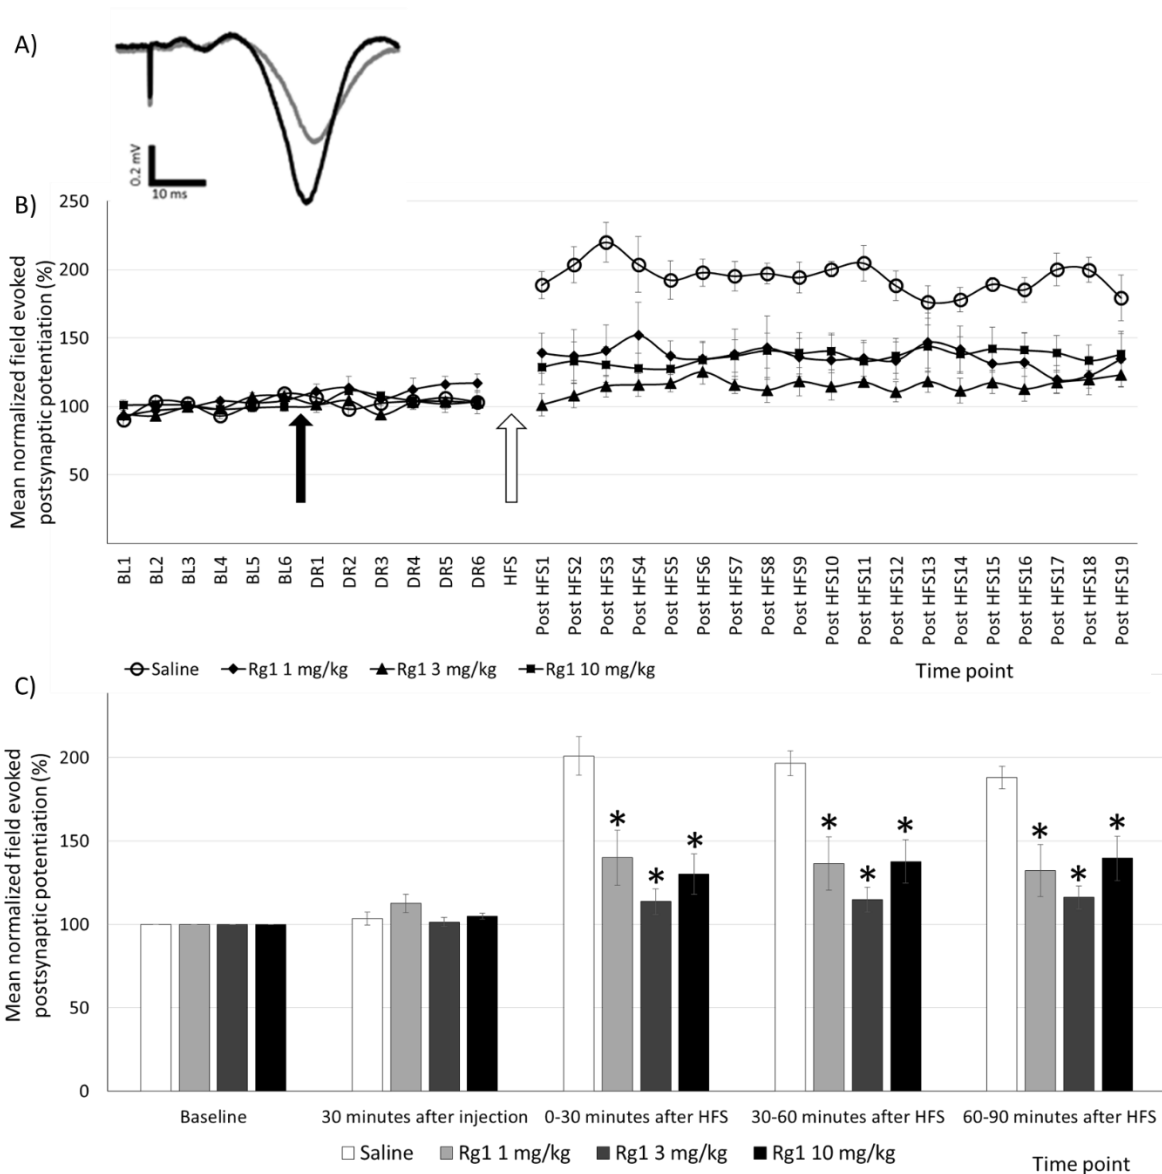 A)
0.2 mV
10 ms
B)
Mean normalized field evoked
postsynaptic potentiation (%)
250
200
150
100
50
BL1
BL2
BL3
BL4
BL5
BL6
DR1
DR2
DR3
DR4
DR5
DR6
HFS
Post HFS1
Post HFS2
Post HFS3
Post HFS4
Post HFS5
Post HFS6
Post HFS7
Post HFS8
Post HFS9
Post HFS10
Post HFS11
Post HFS12
Post HFS13
Post HFS14
Post HFS15
Post HFS16
Post HFS17
Post HFS18
Post HFS19
Saline Rg1 1 mg/kg Rg1 3 mg/kg Rg1 10 mg/kg
Time point
C)
Mean normalized field evoked
postsynaptic potentiation (%)
200
150
100
50
0
* * *
* * *
* * *
Baseline 30 minutes after injection 0-30 minutes after HFS 30-60 minutes after HFS 60-90 minutes after HFS
Saline Rg1 1 mg/kg Rg1 3 mg/kg Rg1 10 mg/kg
Time point